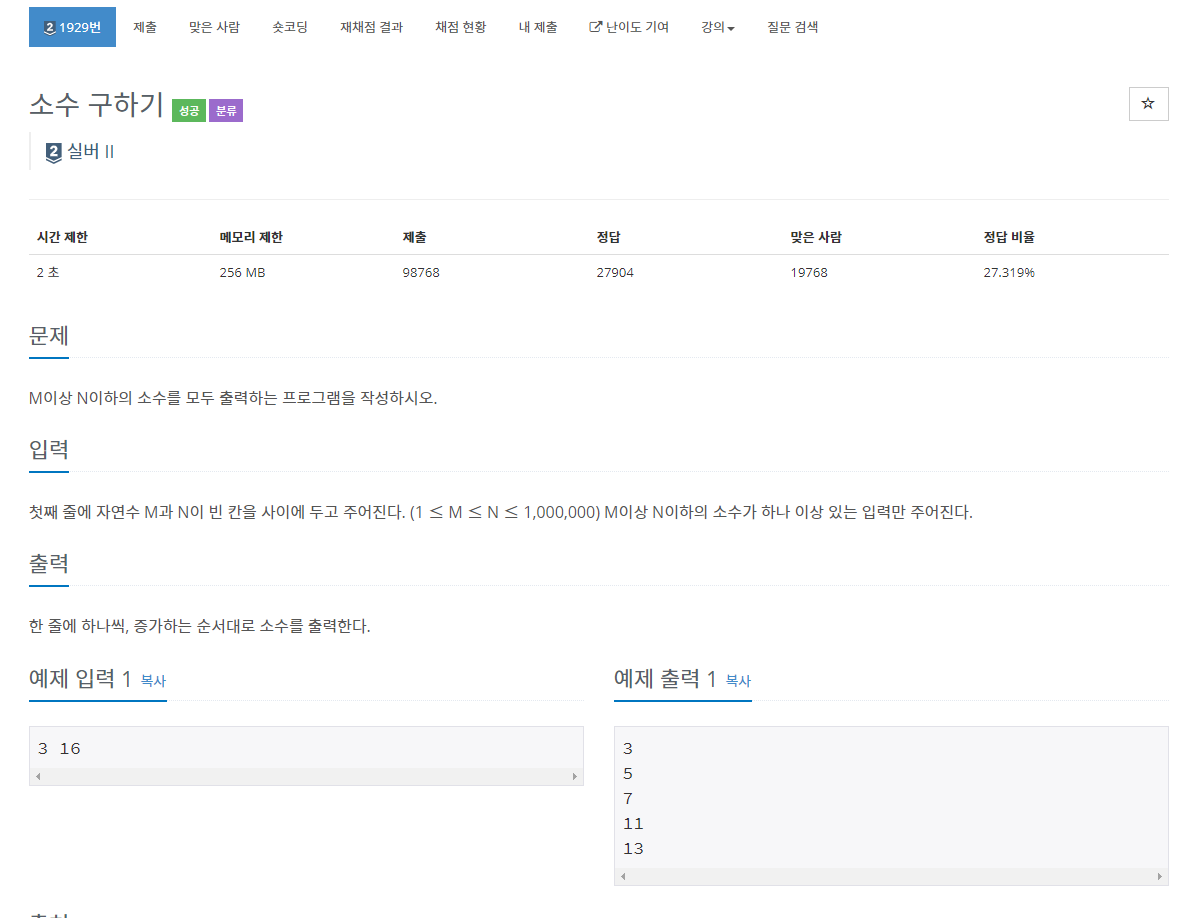 2 1929번 제출 맞은 사람 숏코딩 재채점 결과 채점 현황 내 제출 난이도 기여 강의 질문 검색
소수 구하기 성공 분류
2 실버 II
시간 제한 메모리 제한 제출 정답 맞은 사람 정답 비율
2 초 256 MB 98768 27904 19768 27.319%
문제
M이상 N이하의 소수를 모두 출력하는 프로그램을 작성하시오.
입력
첫째 줄에 자연수 M과 N이 빈 칸을 사이에 두고 주어진다. (1 ≤ M ≤ N ≤ 1,000,000) M이상 N이하의 소수가 하나 이상 있는 입력만 주어진다.
출력
한 줄에 하나씩, 증가하는 순서대로 소수를 출력한다.
예제 입력 1 복사
3 16
예제 출력 1 복사
3
5
7
11
13